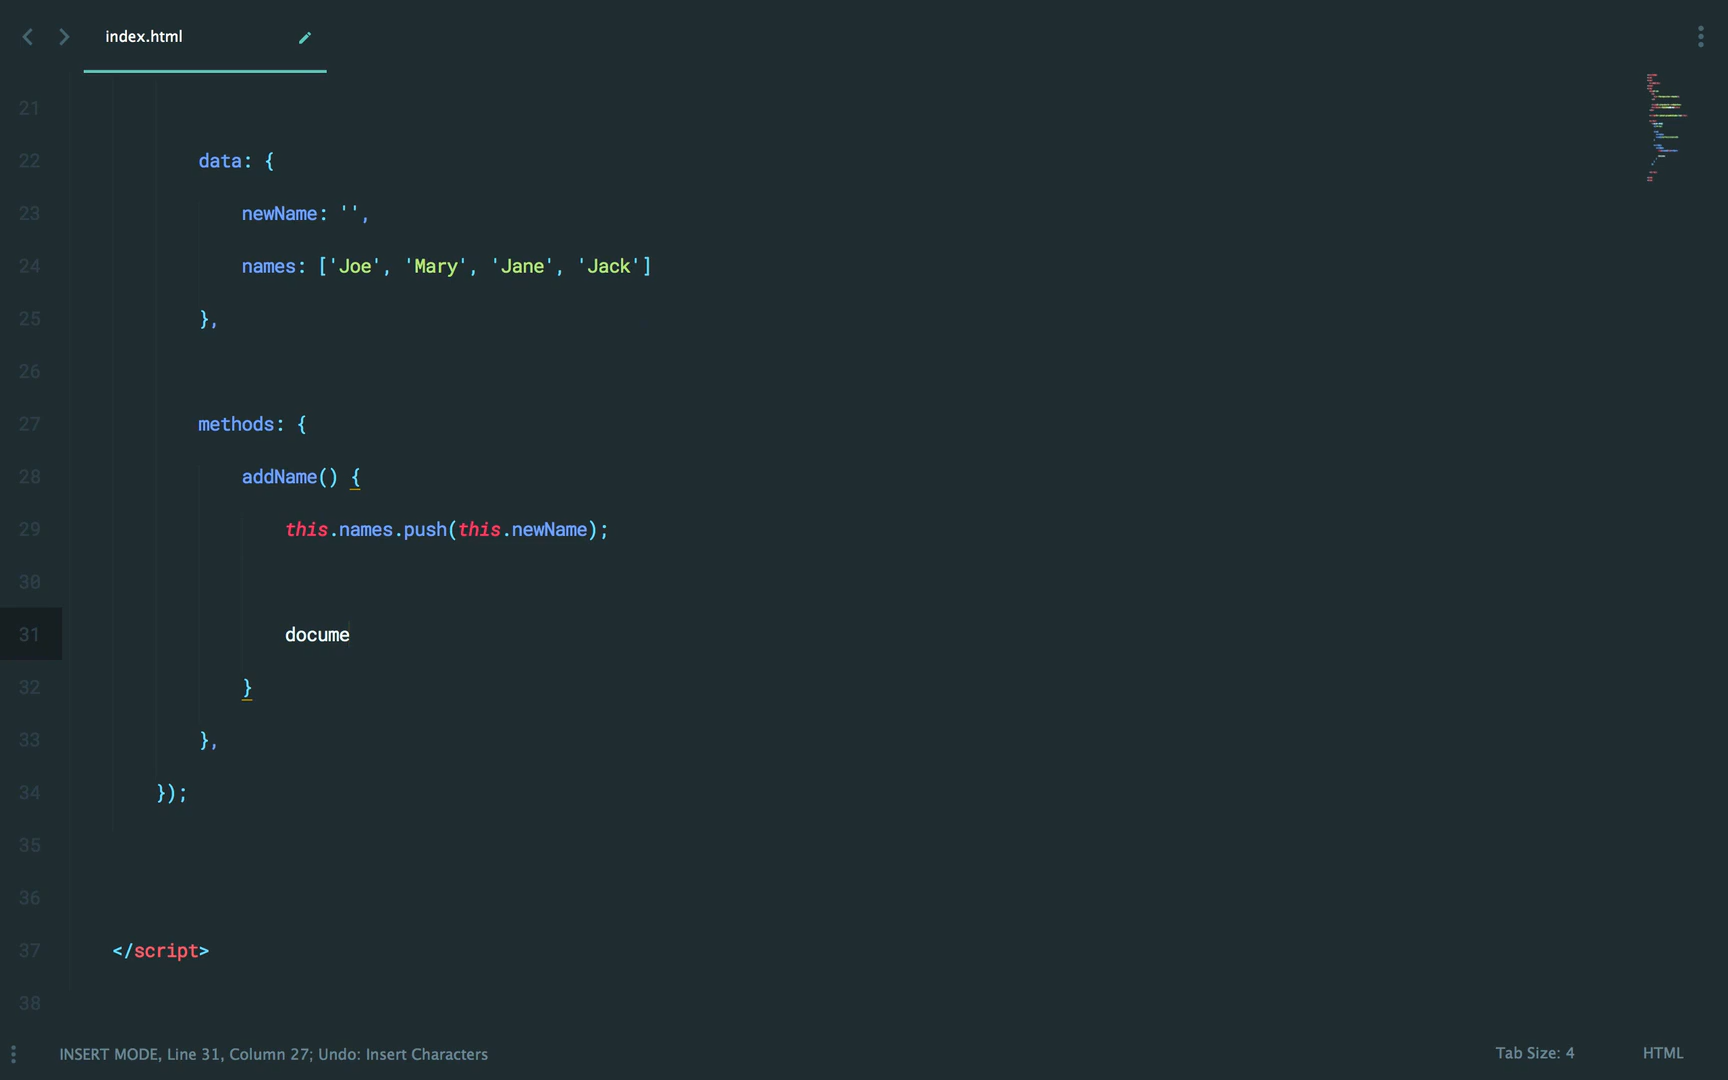 index.html
21
22 data: {
23 newName: '',
24 names: ['Joe', 'Mary', 'Jane', 'Jack']
25 },
26
27 methods: {
28 addName() {
29 this.names.push(this.newName);
30
31 docume
32 }
33 },
34 });
35
36
37 </script>
38
INSERT MODE, Line 31, Column 27; Undo: Insert Characters Tab Size: 4 HTML